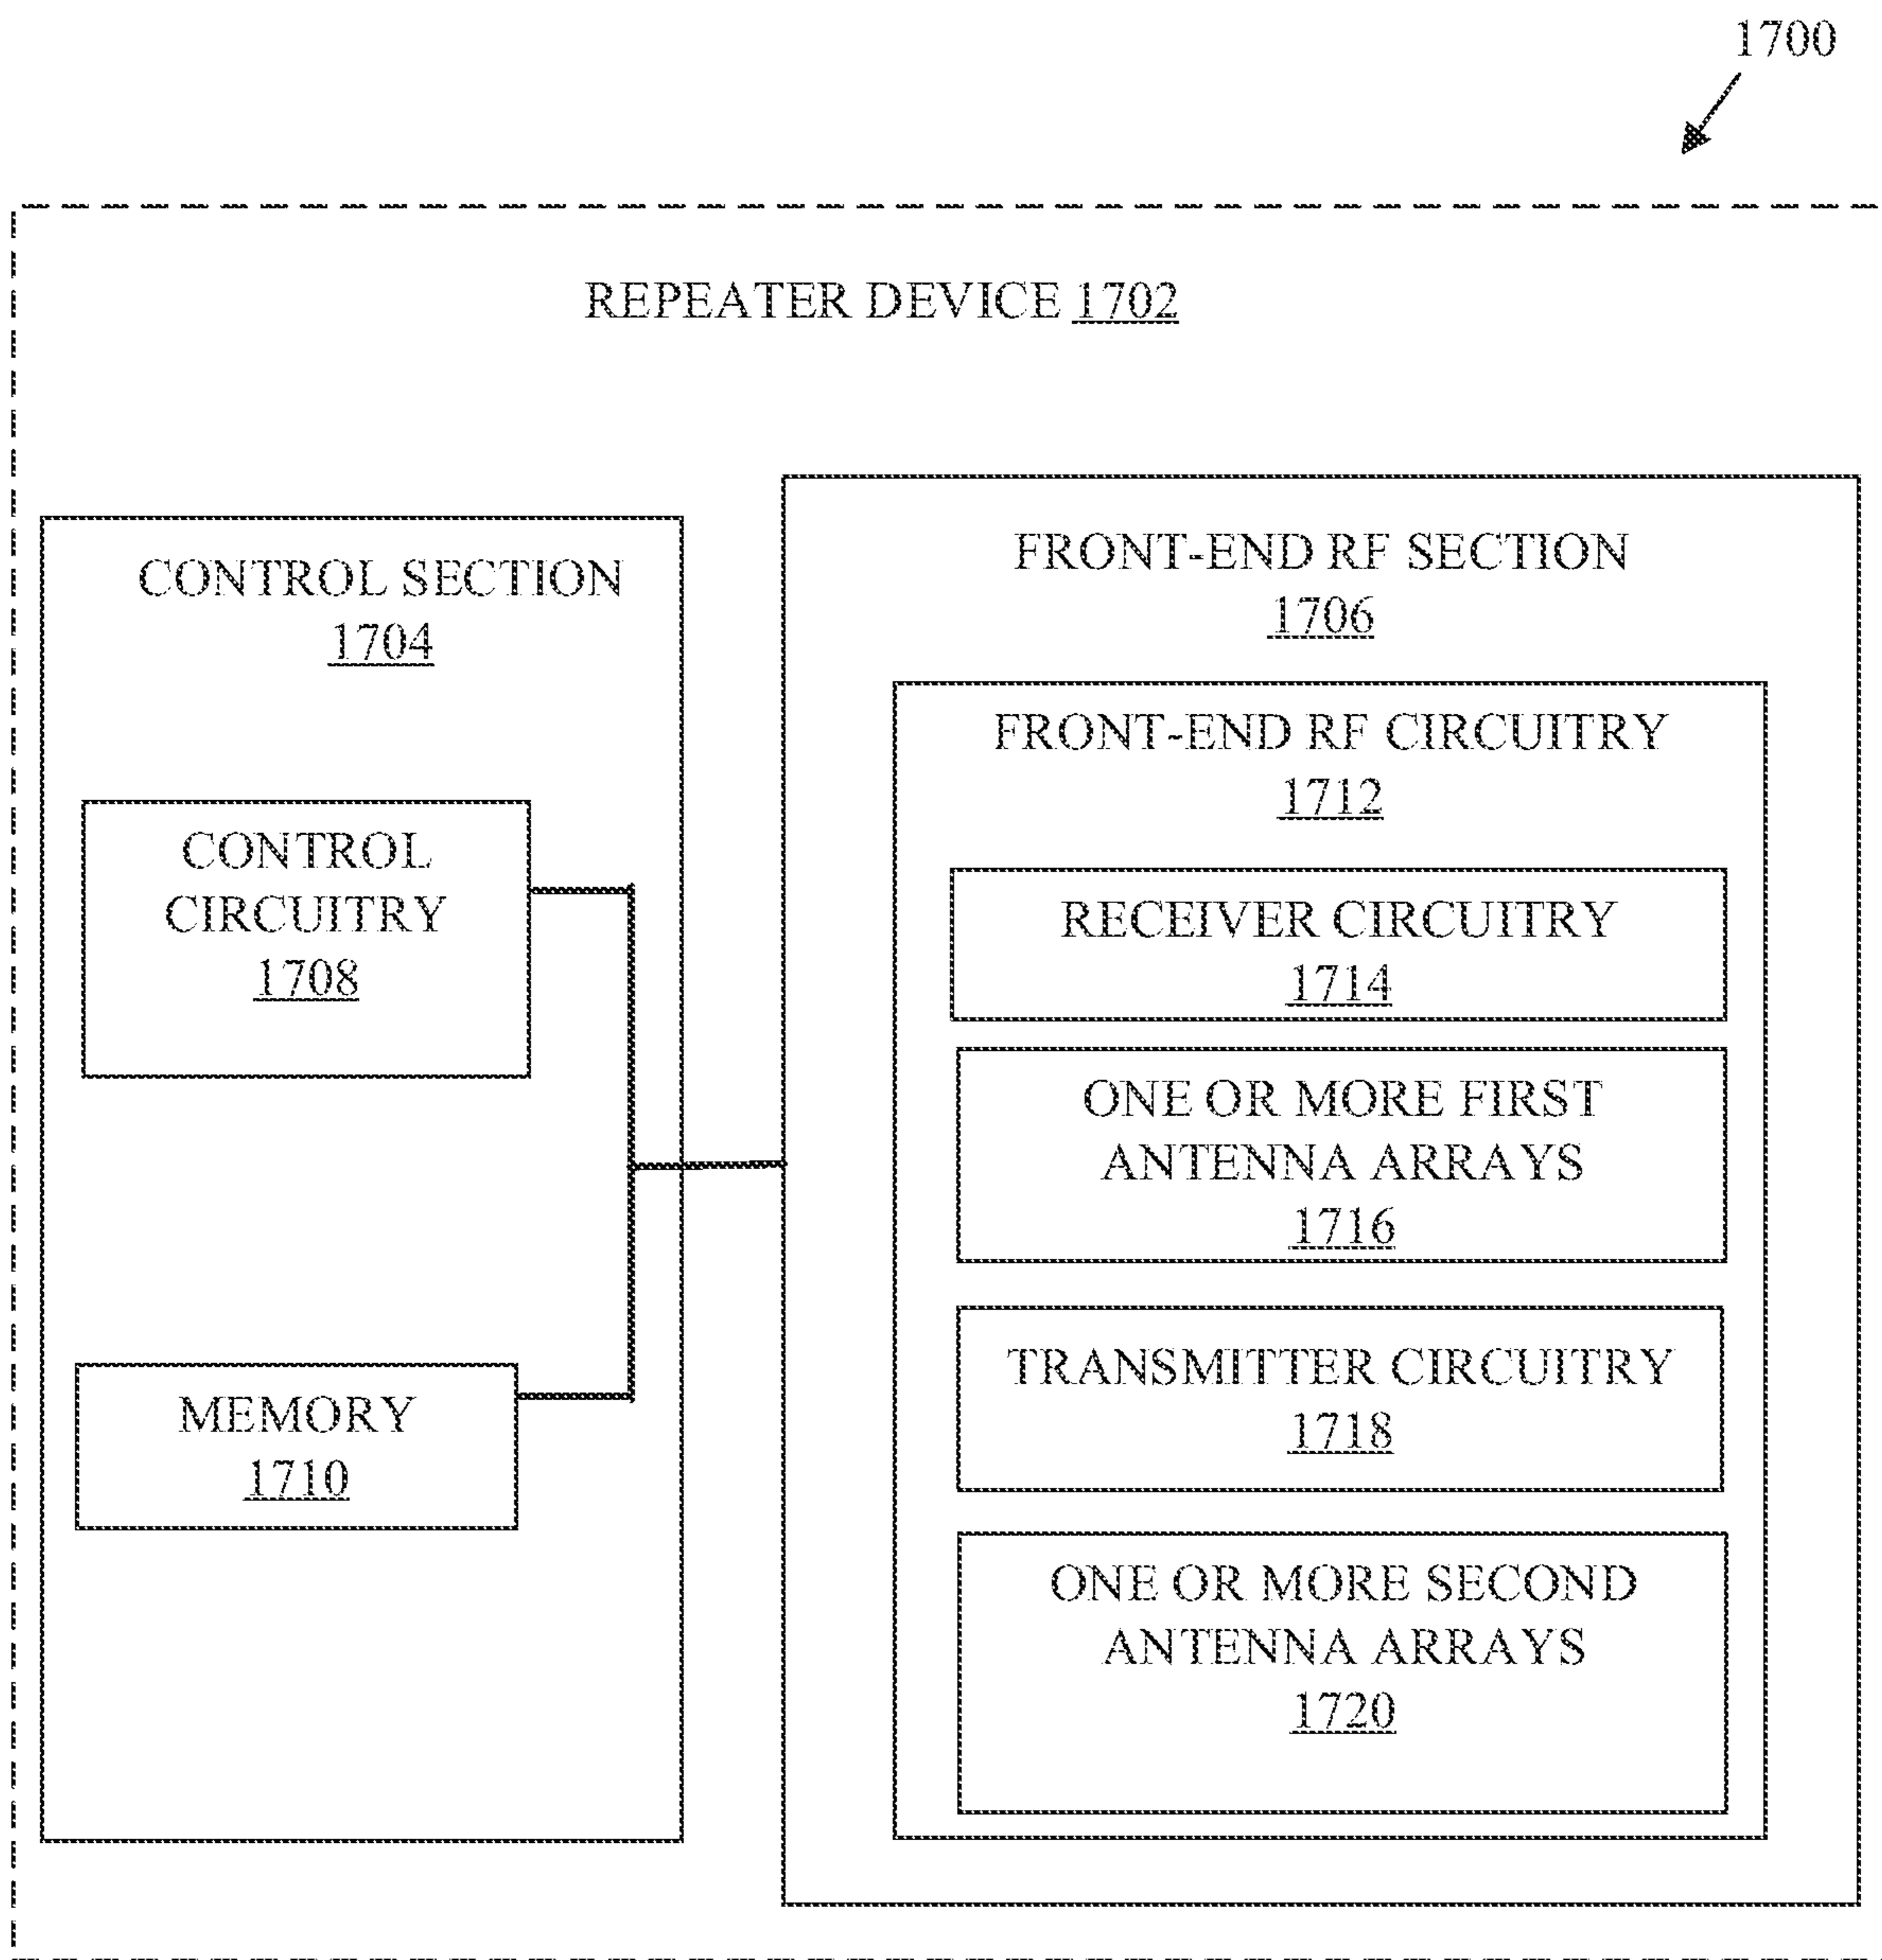 1700
REPEATER DEVICE 1702
CONTROL SECTION
1704
CONTROL
CIRCUITRY
1708
MEMORY
1710
FRONT-END RF SECTION
1706
FRONT-END RF CIRCUITRY
1712
RECEIVER CIRCUITRY
1714
ONE OR MORE FIRST
ANTENNA ARRAYS
1716
TRANSMITTER CIRCUITRY
1718
ONE OR MORE SECOND
ANTENNA ARRAYS
1720